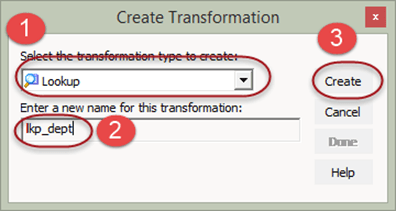 Create Transformation
x
1
3
Select the transformation type to create:
Lookup
Create
Enter a new name for this transformation:
Cancel
lkp_dept
2
Done
Help